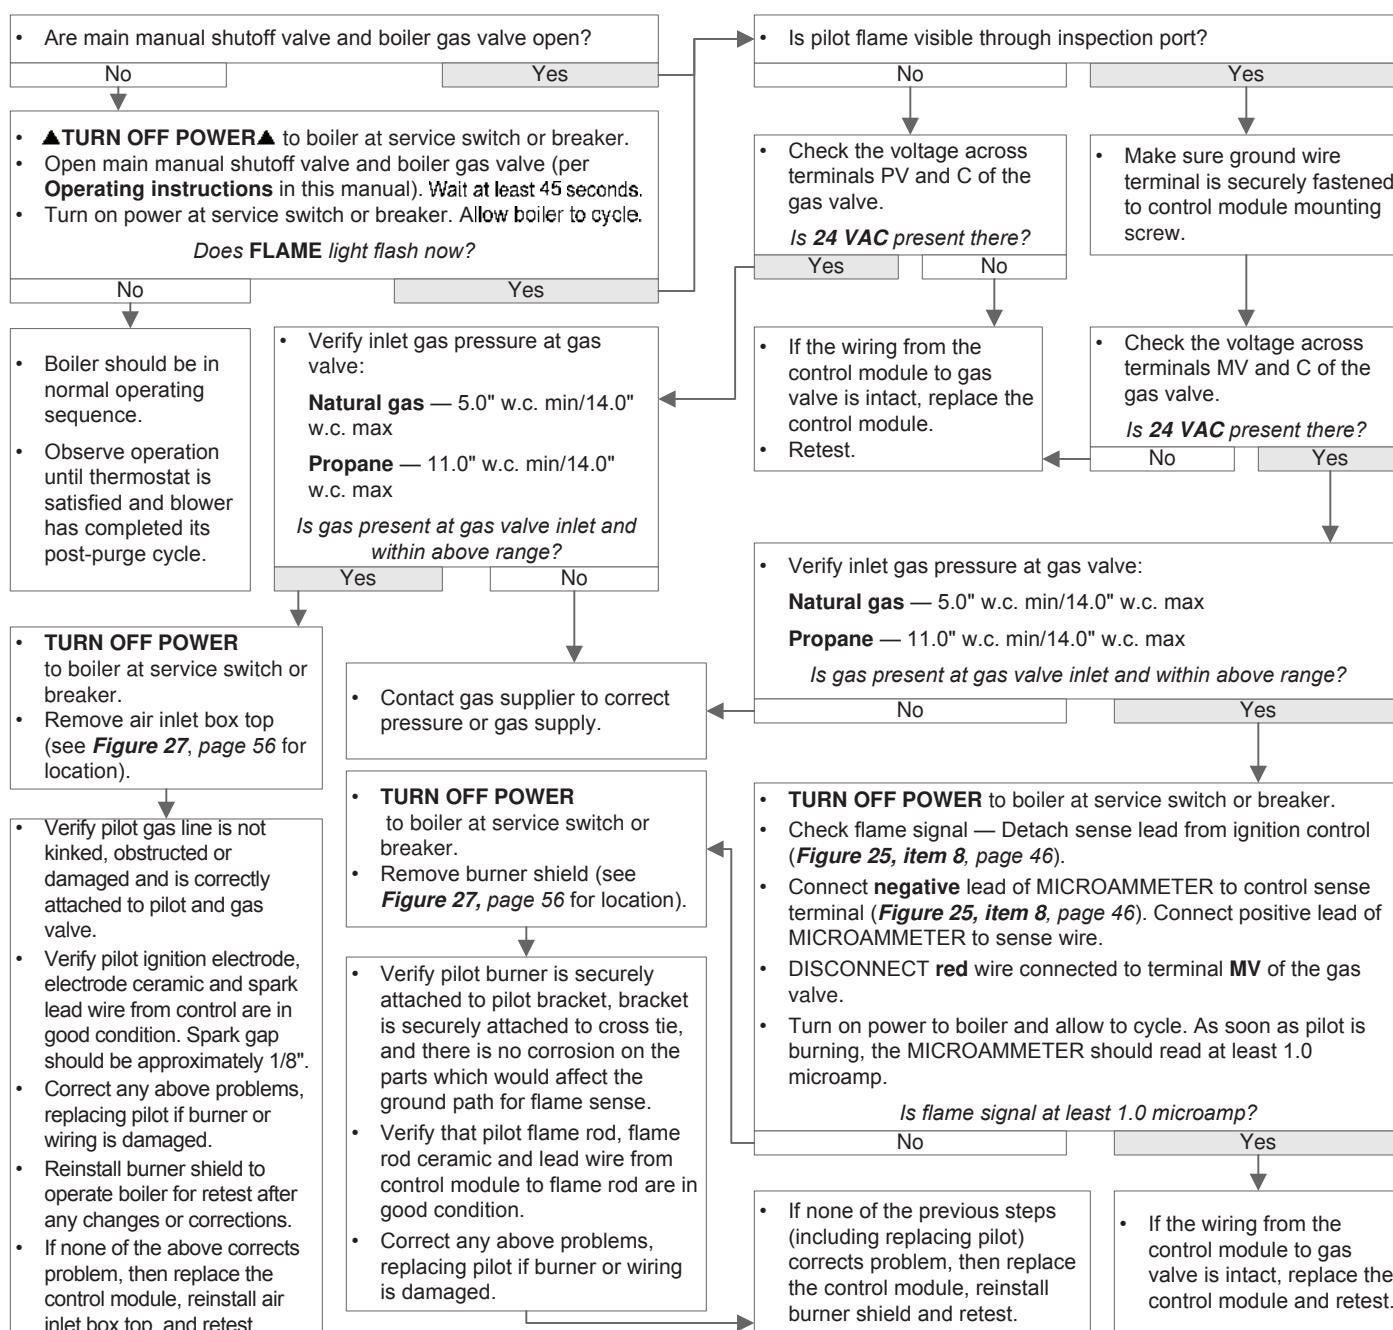 • Are main manual shutoff valve and boiler gas valve open?
No
Yes
• ▲TURN OFF POWER▲ to boiler at service switch or breaker.
• Open main manual shutoff valve and boiler gas valve (per
Operating instructions in this manual). Wait at least 45 seconds.
• Turn on power at service switch or breaker. Allow boiler to cycle.
Does FLAME light flash now?
No
Yes
• Boiler should be in
normal operating
sequence.
• Observe operation
until thermostat is
satisfied and blower
has completed its
post-purge cycle.
• Verify inlet gas pressure at gas
valve:
Natural gas — 5.0" w.c. min/14.0"
w.c. max
Propane — 11.0" w.c. min/14.0"
w.c. max
Is gas present at gas valve inlet and
within above range?
Yes
No
• TURN OFF POWER
to boiler at service switch or
breaker.
• Remove air inlet box top
(see Figure 27, page 56 for
location).
• Verify pilot gas line is not
kinked, obstructed or
damaged and is correctly
attached to pilot and gas
valve.
• Verify pilot ignition electrode,
electrode ceramic and spark
lead wire from control are in
good condition. Spark gap
should be approximately 1/8".
• Correct any above problems,
replacing pilot if burner or
wiring is damaged.
• Reinstall burner shield to
operate boiler for retest after
any changes or corrections.
• If none of the above corrects
problem, then replace the
control module, reinstall air
inlet box top, and retest.
• Contact gas supplier to correct
pressure or gas supply.
• TURN OFF POWER
to boiler at service switch or
breaker.
• Remove burner shield (see
Figure 27, page 56 for location).
• Verify pilot burner is securely
attached to pilot bracket, bracket
is securely attached to cross tie,
and there is no corrosion on the
parts which would affect the
ground path for flame sense.
• Verify that pilot flame rod, flame
rod ceramic and lead wire from
control module to flame rod are in
good condition.
• Correct any above problems,
replacing pilot if burner or wiring
is damaged.
• Is pilot flame visible through inspection port?
No
Yes
• Check the voltage across
terminals PV and C of the
gas valve.
Is 24 VAC present there?
Yes
No
• If the wiring from the
control module to gas
valve is intact, replace the
control module.
• Retest.
• Make sure ground wire
terminal is securely fastened
to control module mounting
screw.
• Check the voltage across
terminals MV and C of the
gas valve.
Is 24 VAC present there?
No
Yes
• Verify inlet gas pressure at gas valve:
Natural gas — 5.0" w.c. min/14.0" w.c. max
Propane — 11.0" w.c. min/14.0" w.c. max
Is gas present at gas valve inlet and within above range?
No
Yes
• TURN OFF POWER to boiler at service switch or breaker.
• Check flame signal — Detach sense lead from ignition control
(Figure 25, item 8, page 46).
• Connect negative lead of MICROAMMETER to control sense
terminal (Figure 25, item 8, page 46). Connect positive lead of
MICROAMMETER to sense wire.
• DISCONNECT red wire connected to terminal MV of the gas
valve.
• Turn on power to boiler and allow to cycle. As soon as pilot is
burning, the MICROAMMETER should read at least 1.0
microamp.
Is flame signal at least 1.0 microamp?
No
Yes
• If none of the previous steps
(including replacing pilot)
corrects problem, then replace
the control module, reinstall
burner shield and retest.
• If the wiring from the
control module to gas
valve is intact, replace the
control module and retest.